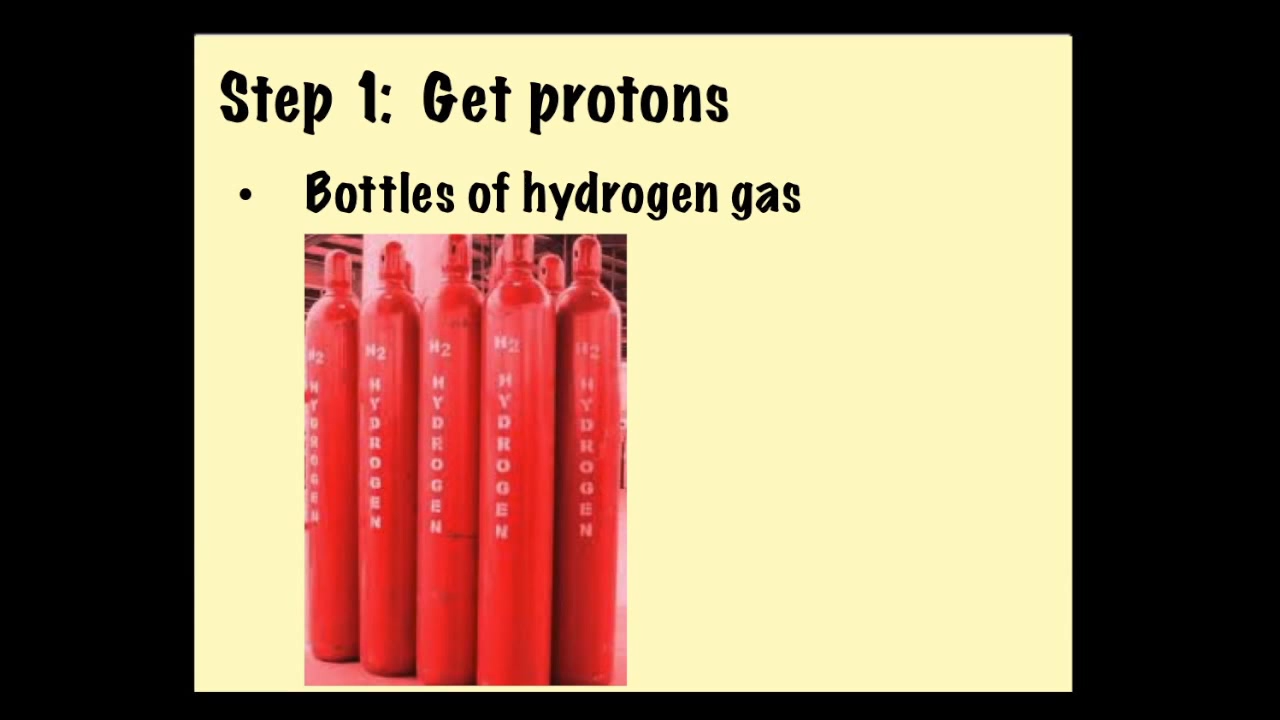 Step 1: Get protons
• Bottles of hydrogen gas
H2 H2 H2 H2 H2
HYDROGEN HYDROGEN HYDROGEN HYDROGEN HYDROGEN